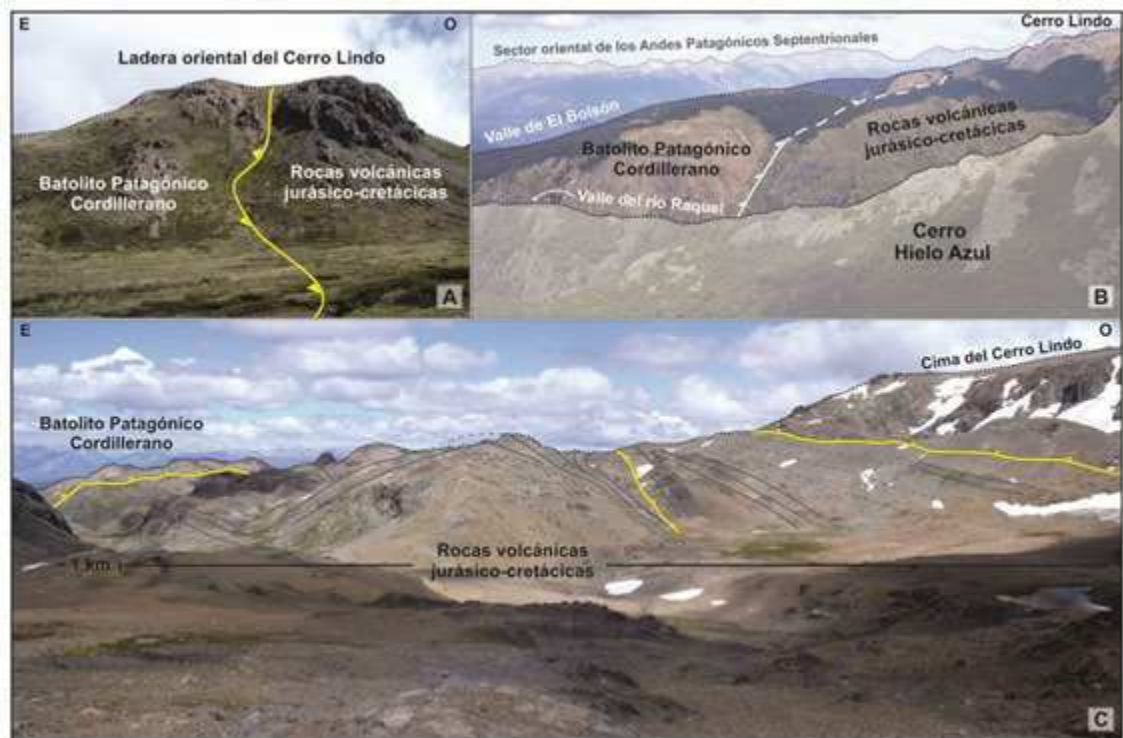 E
O
Ladera oriental del Cerro Lindo
Batolito Patagónico
Cordillerano
Rocas volcánicas
jurásico-cretácicas
A
Cerro Lindo
Sector oriental de los Andes Patagónicos Septentrionales
Valle de El Bolsón
Batolito Patagónico
Cordillerano
Rocas volcánicas
jurásico-cretácicas
Valle del río Raquel
Cerro
Hielo Azul
B
E
O
Cima del Cerro Lindo
Batolito Patagónico
Cordillerano
Rocas volcánicas
jurásico-cretácicas
1 km
C